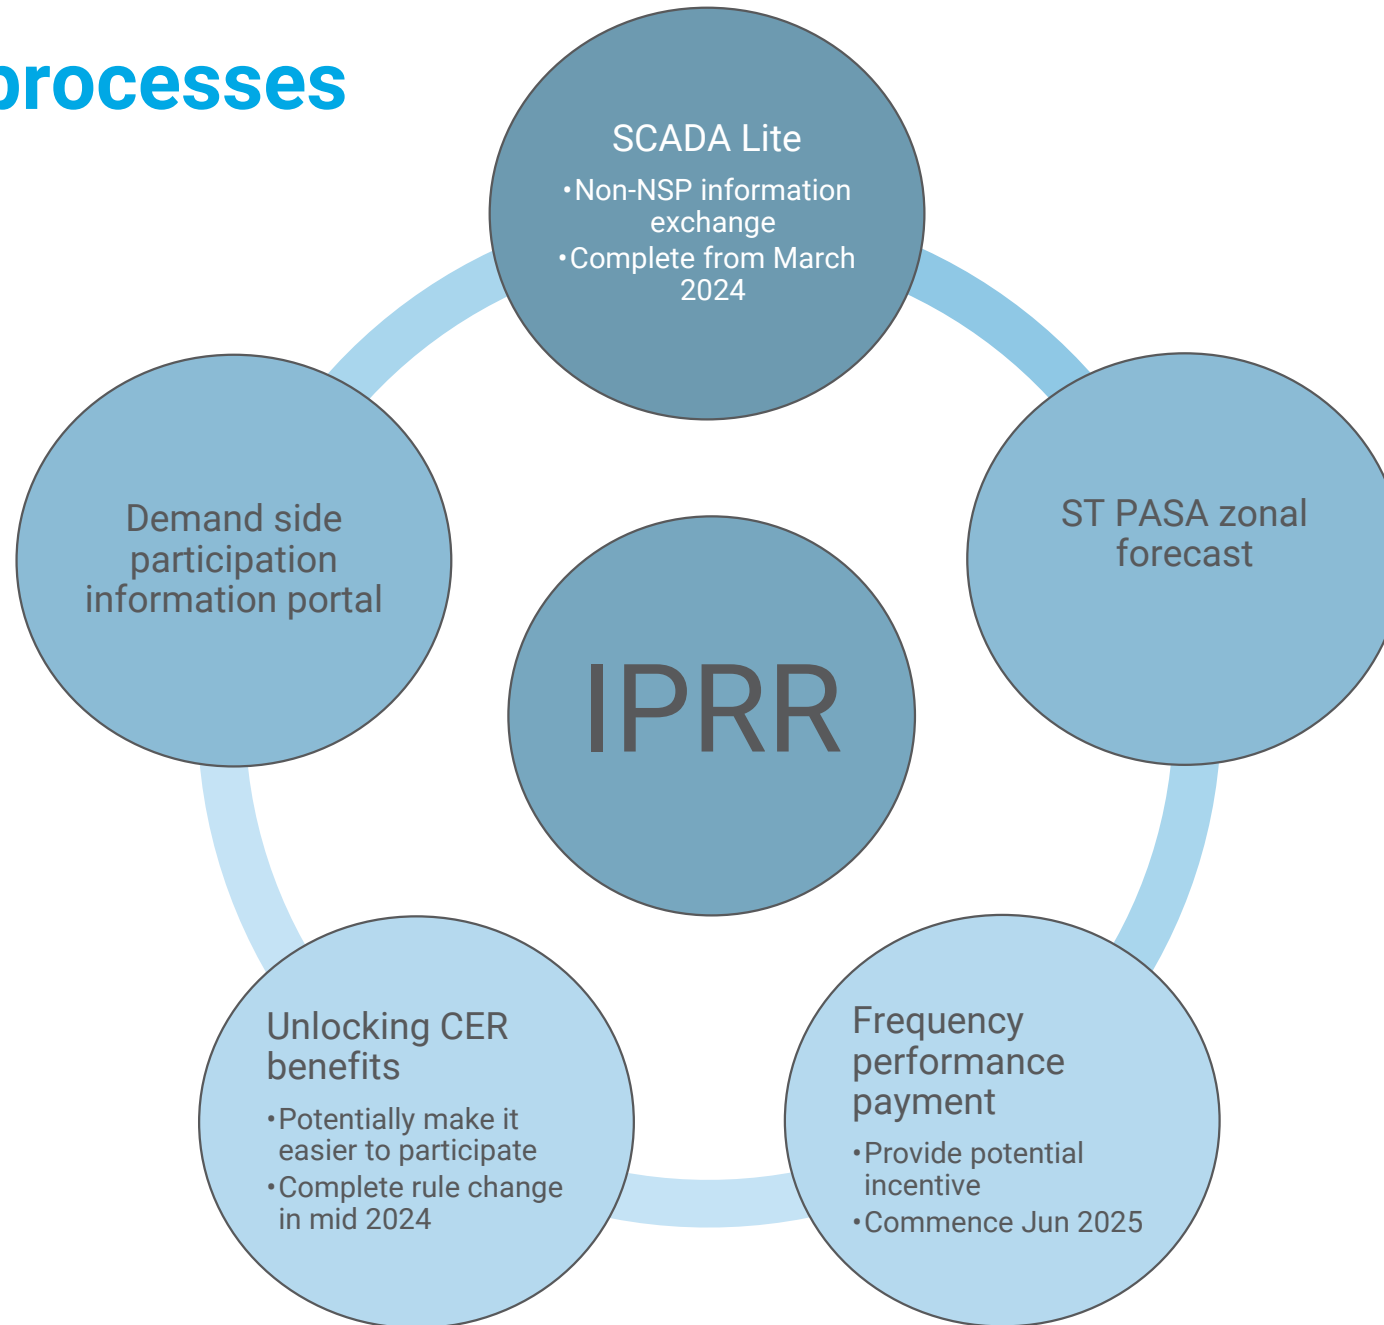 processes
SCADA Lite
•Non-NSP information
exchange
•Complete from March
2024
Demand side
participation
information portal
ST PASA zonal
forecast
IPRR
Unlocking CER
benefits
•Potentially make it
easier to participate
•Complete rule change
in mid 2024
Frequency
performance
payment
•Provide potential
incentive
•Commence Jun 2025